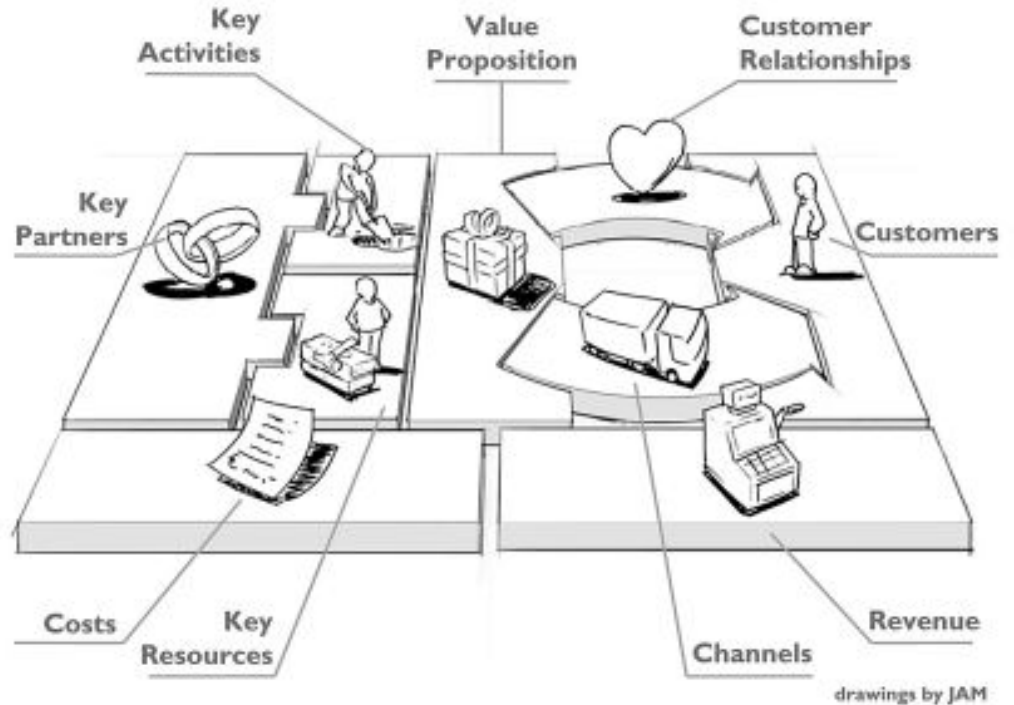 Key
Activities
Value
Proposition
Customer
Relationships
Key
Partners
Customers
Costs
Key
Resources
Channels
Revenue
drawings by JAM